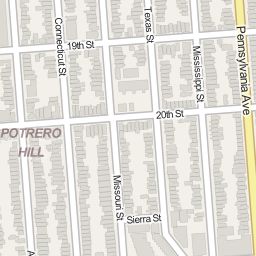 Connecticut St
19th St
Texas St
Mississippi St
Pennsylvania Ave
20th St
POTRERO
HILL
Missouri St
Sierra St
A